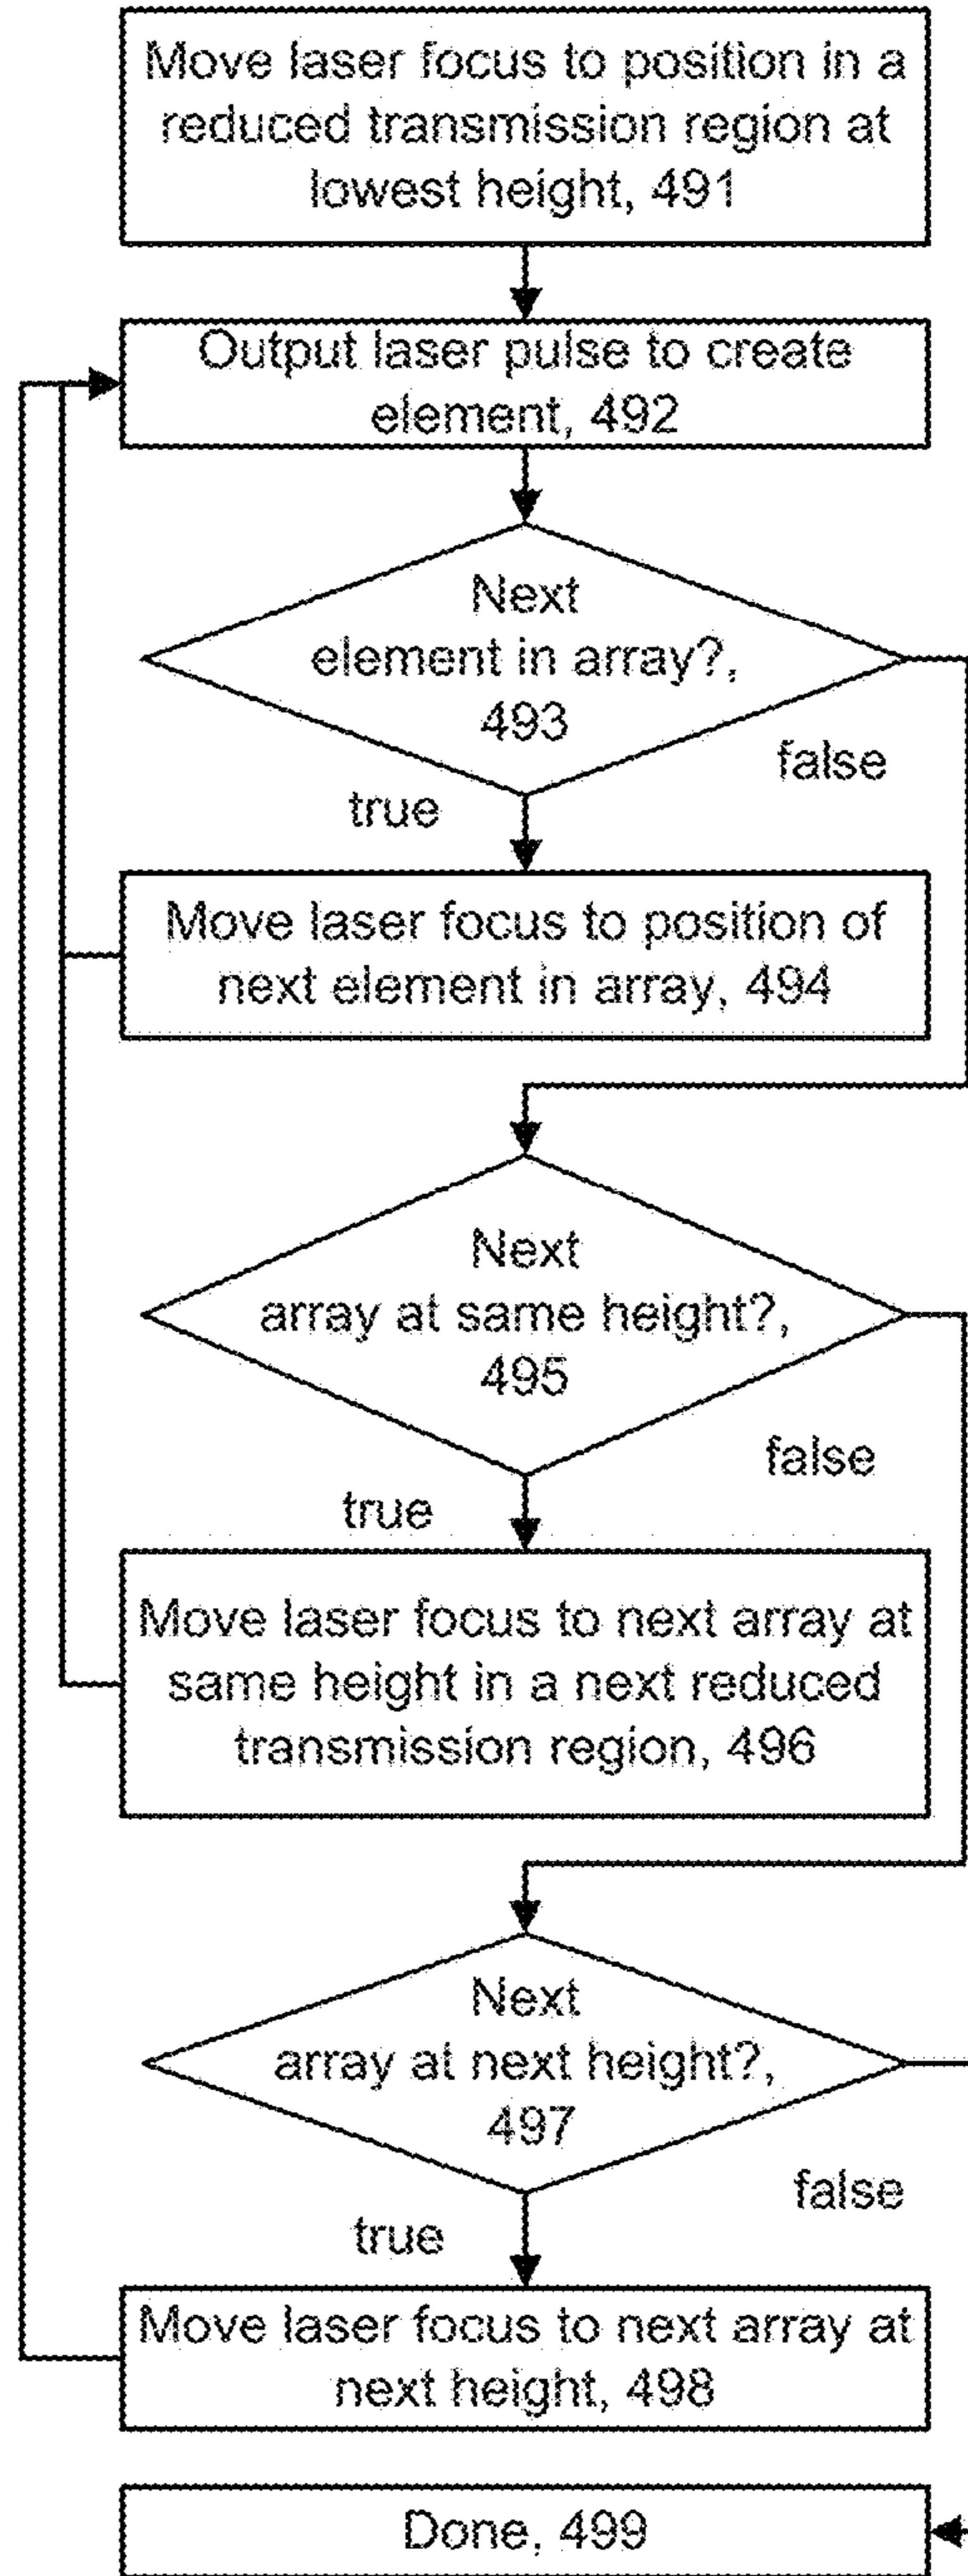 Move laser focus to position in a
reduced transmission region at
lowest height, 491
Output laser pulse to create
element, 492
Next
element in array?,
493
false
true
Move laser focus to position of
next element in array, 494
Next
array at same height?,
495
false
true
Move laser focus to next array at
same height in a next reduced
transmission region, 496
Next
array at next height?,
497
false
true
Move laser focus to next array at
next height, 498
Done, 499